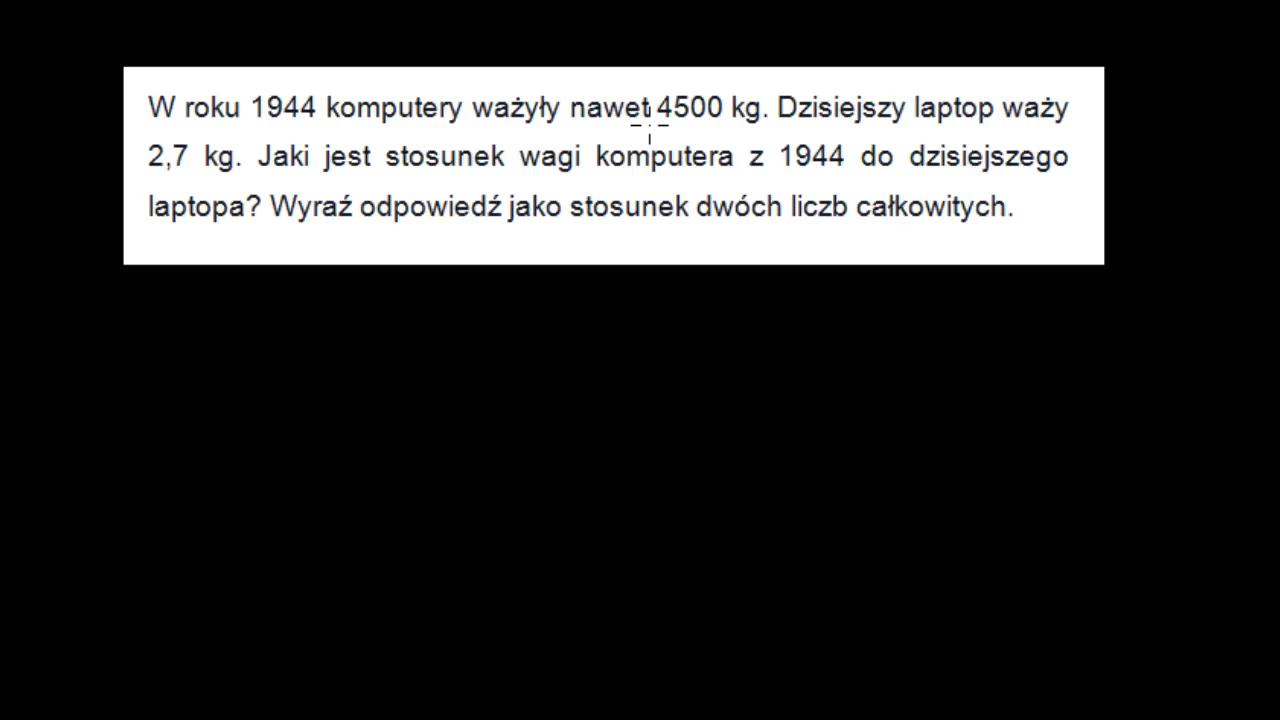 W roku 1944 komputery ważyły nawet 4500 kg. Dzisiejszy laptop waży
2,7 kg. Jaki jest stosunek wagi komputera z 1944 do dzisiejszego
laptopa? Wyraź odpowiedź jako stosunek dwóch liczb całkowitych.